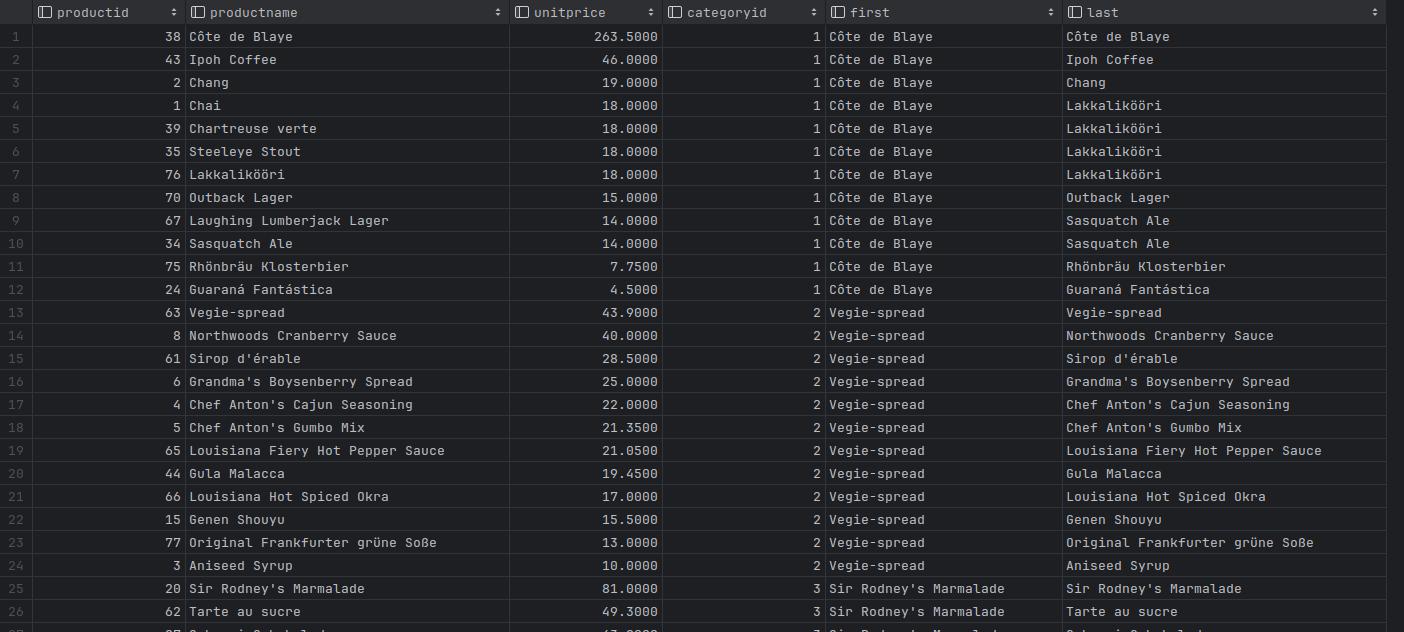 productid productname unitprice categoryid first last
1 38 Côte de Blaye 263.5000 1 Côte de Blaye Côte de Blaye
2 43 Ipoh Coffee 46.0000 1 Côte de Blaye Ipoh Coffee
3 2 Chang 19.0000 1 Côte de Blaye Chang
4 1 Chai 18.0000 1 Côte de Blaye Lakkalikööri
5 39 Chartreuse verte 18.0000 1 Côte de Blaye Lakkalikööri
6 35 Steeleye Stout 18.0000 1 Côte de Blaye Lakkalikööri
7 76 Lakkalikööri 18.0000 1 Côte de Blaye Lakkalikööri
8 70 Outback Lager 15.0000 1 Côte de Blaye Outback Lager
9 67 Laughing Lumberjack Lager 14.0000 1 Côte de Blaye Sasquatch Ale
10 34 Sasquatch Ale 14.0000 1 Côte de Blaye Sasquatch Ale
11 75 Rhönbräu Klosterbier 7.7500 1 Côte de Blaye Rhönbräu Klosterbier
12 24 Guaraná Fantástica 4.5000 1 Côte de Blaye Guaraná Fantástica
13 63 Vegie-spread 43.9000 2 Vegie-spread Vegie-spread
14 8 Northwoods Cranberry Sauce 40.0000 2 Vegie-spread Northwoods Cranberry Sauce
15 61 Sirop d'érable 28.5000 2 Vegie-spread Sirop d'érable
16 6 Grandma's Boysenberry Spread 25.0000 2 Vegie-spread Grandma's Boysenberry Spread
17 4 Chef Anton's Cajun Seasoning 22.0000 2 Vegie-spread Chef Anton's Cajun Seasoning
18 5 Chef Anton's Gumbo Mix 21.3500 2 Vegie-spread Chef Anton's Gumbo Mix
19 65 Louisiana Fiery Hot Pepper Sauce 21.0500 2 Vegie-spread Louisiana Fiery Hot Pepper Sauce
20 44 Gula Malacca 19.4500 2 Vegie-spread Gula Malacca
21 66 Louisiana Hot Spiced Okra 17.0000 2 Vegie-spread Louisiana Hot Spiced Okra
22 15 Genen Shouyu 15.5000 2 Vegie-spread Genen Shouyu
23 77 Original Frankfurter grüne Soße 13.0000 2 Vegie-spread Original Frankfurter grüne Soße
24 3 Aniseed Syrup 10.0000 2 Vegie-spread Aniseed Syrup
25 20 Sir Rodney's Marmalade 81.0000 3 Sir Rodney's Marmalade Sir Rodney's Marmalade
26 62 Tarte au sucre 49.3000 3 Sir Rodney's Marmalade Tarte au sucre